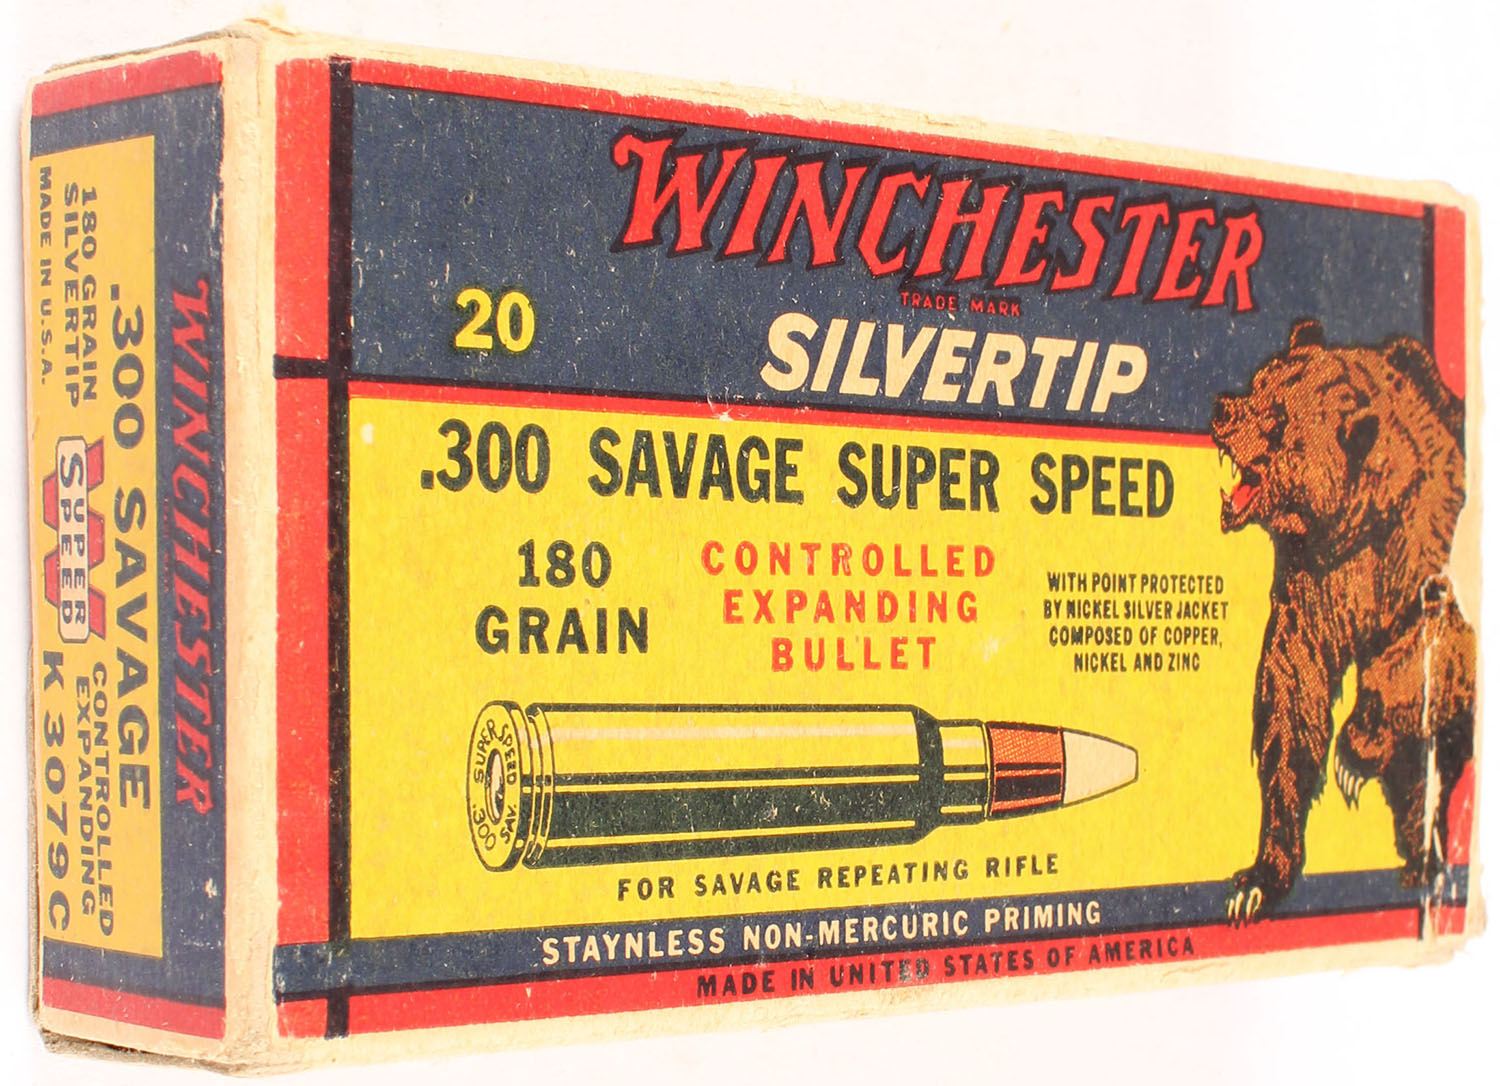 WINCHESTER
TRADE MARK
20
SILVERTIP
.300 SAVAGE SUPER SPEED
180
GRAIN
CONTROLLED
EXPANDING
BULLET
WITH POINT PROTECTED
BY NICKEL SILVER JACKET
COMPOSED OF COPPER,
NICKEL AND ZINC
SUPER SPEED
.300 SAV.
FOR SAVAGE REPEATING RIFLE
STAYNLESS NON-MERCURIC PRIMING
MADE IN UNITED STATES OF AMERICA
WINCHESTER
.300 SAVAGE
180 GRAIN
SILVERTIP
MADE IN U.S.A.
W
SUPER
SPEED
CONTROLLED
EXPANDING
K 3079C